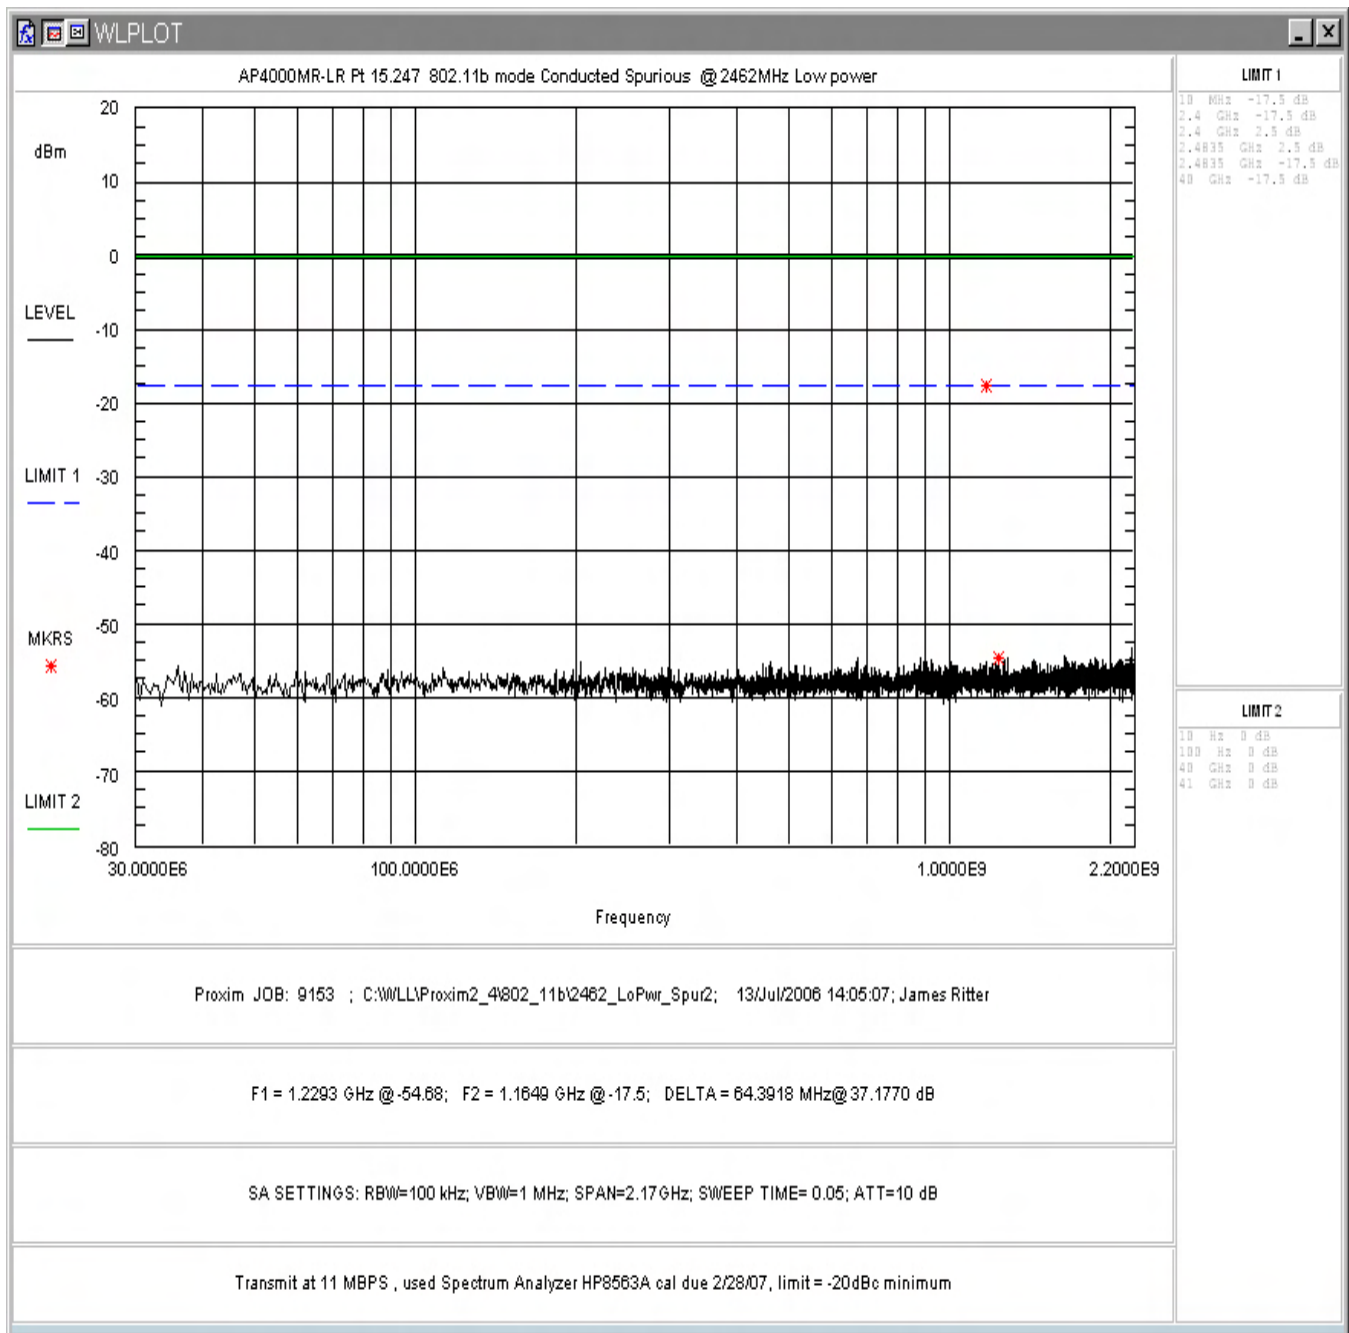 WLPLOT
AP4000MR-LR Pt 15.247 802.11b mode Conducted Spurious @2462MHz Low power
20
dBm
10
0
LEVEL
-10
-20
LIMIT 1
-30
-40
MKRS
-50
-60
-70
LIMIT 2
-80
30.0000E6
100.0000E6
1.0000E9
2.2000E9
Frequency
LIMIT 1
10 MHz -17.5 dB
2.4 GHz -17.5 dB
2.4 GHz 2.5 dB
2.4835 GHz 2.5 dB
2.4835 GHz -17.5 dB
40 GHz -17.5 dB
LIMIT 2
10 Hz 0 dB
100 Hz 0 dB
40 GHz 0 dB
41 GHz 0 dB
Proxim JOB: 9153 ; C:\WLL\Proxim2_4\802_11b\2462_LoPwr_Spur2; 13/Jul/2006 14:05:07; James Ritter
F1 = 1.2293 GHz @-54.68; F2 = 1.1649 GHz @-17.5; DELTA = 64.3918 MHz@37.1770 dB
SA SETTINGS: RBW=100 kHz; VBW=1 MHz; SPAN=2.17GHz; SWEEP TIME= 0.05; ATT=10 dB
Transmit at 11 MBPS , used Spectrum Analyzer HP8563A cal due 2/28/07, limit = -20dBc minimum